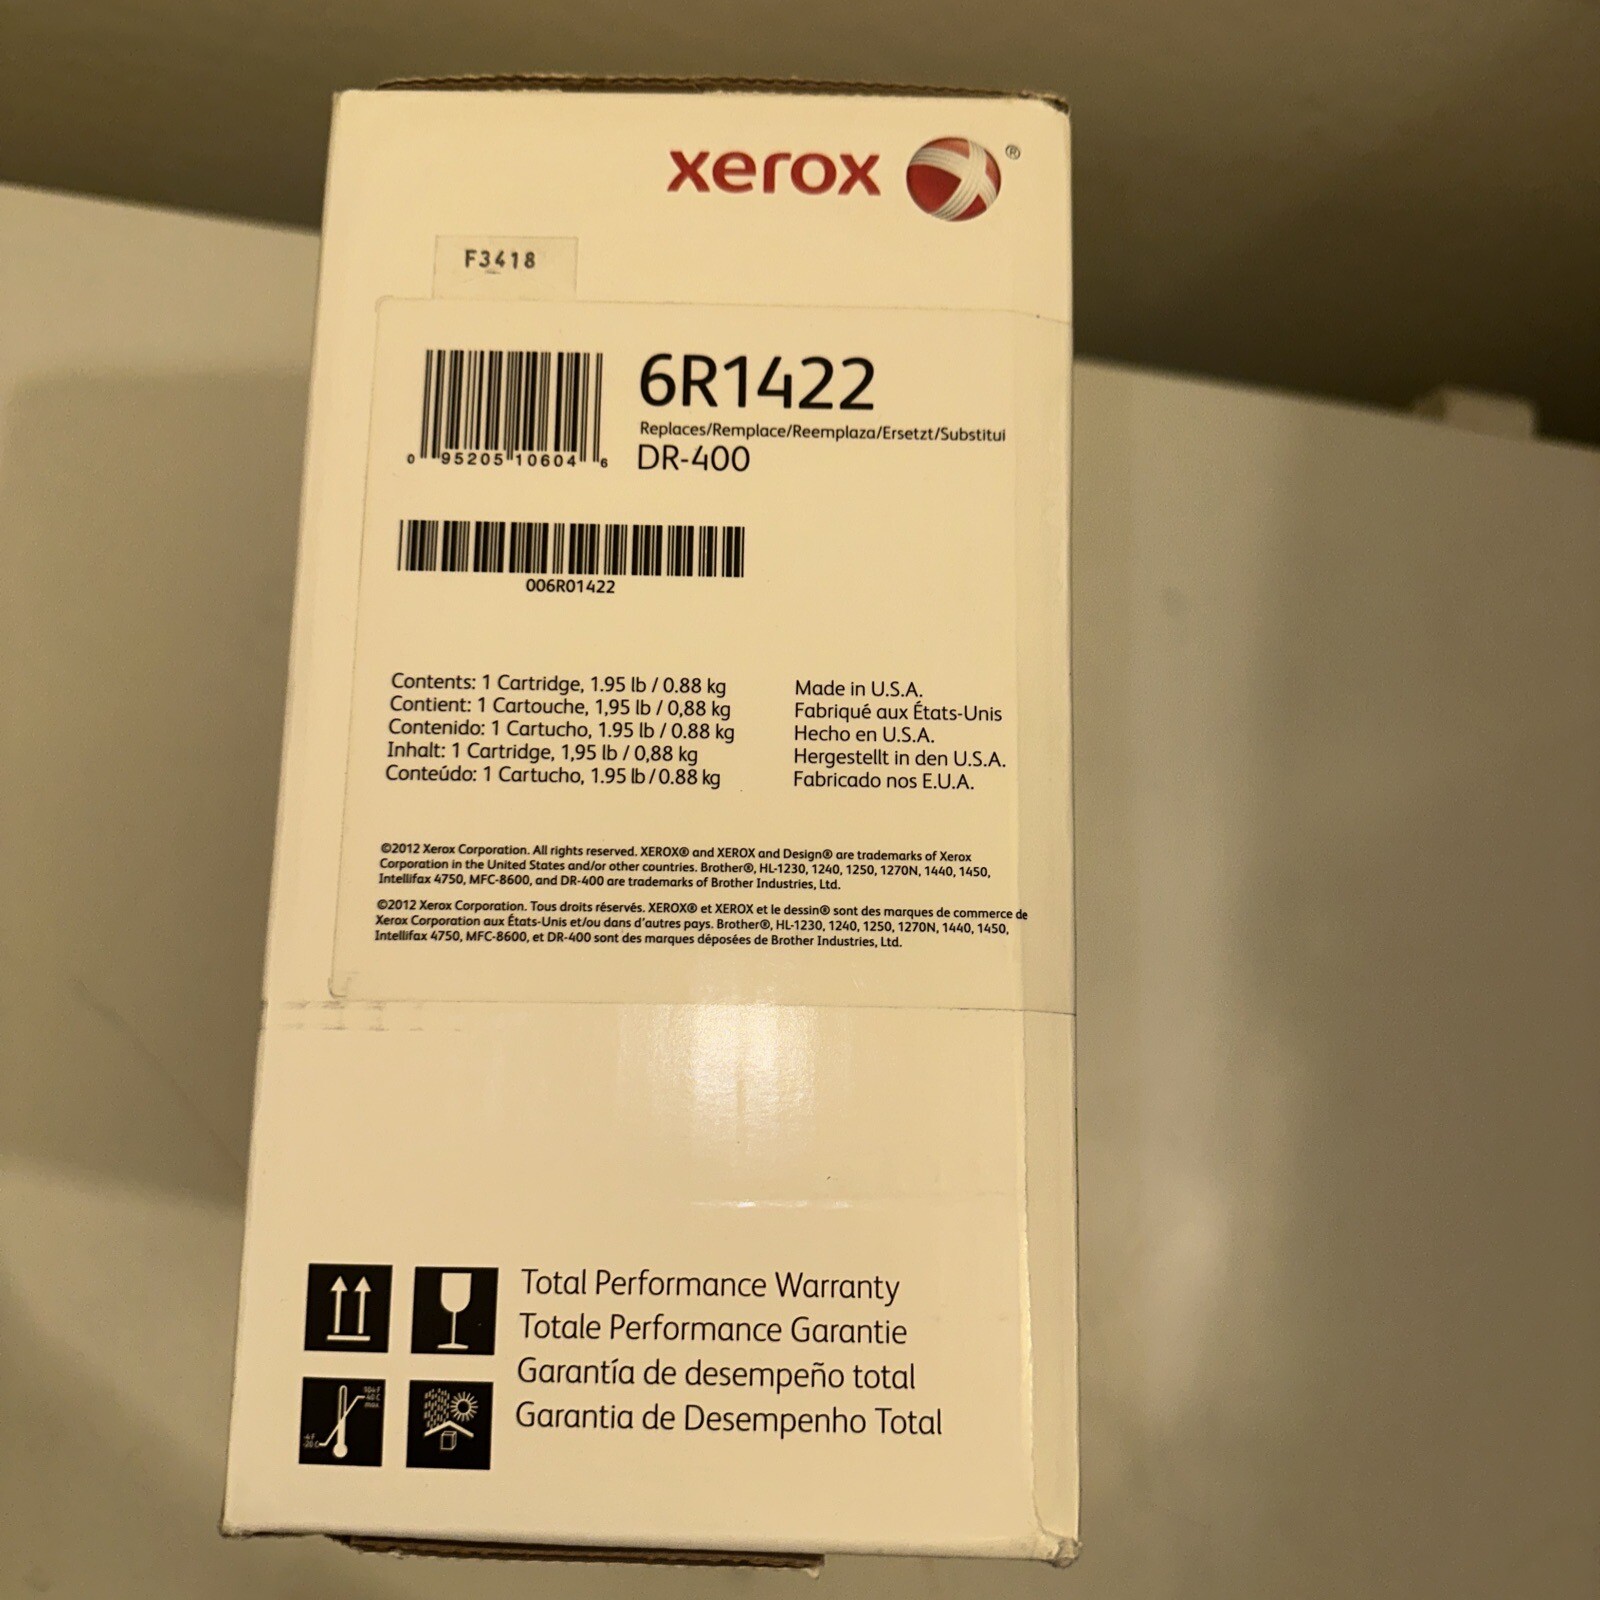 xerox ®
F3418
6R1422
Replaces/Remplace/Reemplaza/Ersetzt/Substitui
DR-400
0 95205 10604 6
006R01422
Contents: 1 Cartridge, 1.95 lb / 0.88 kg
Contient: 1 Cartouche, 1,95 lb / 0,88 kg
Contenido: 1 Cartucho, 1.95 lb / 0.88 kg
Inhalt: 1 Cartridge, 1,95 lb / 0,88 kg
Conteúdo: 1 Cartucho, 1.95 lb / 0.88 kg
Made in U.S.A.
Fabriqué aux États-Unis
Hecho en U.S.A.
Hergestellt in den U.S.A.
Fabricado nos E.U.A.
©2012 Xerox Corporation. All rights reserved. XEROX® and XEROX and Design® are trademarks of Xerox
Corporation in the United States and/or other countries. Brother®, HL-1230, 1240, 1250, 1270N, 1440, 1450,
Intellifax 4750, MFC-8600, and DR-400 are trademarks of Brother Industries, Ltd.
©2012 Xerox Corporation. Tous droits réservés. XEROX® et XEROX et le dessin® sont des marques de commerce de
Xerox Corporation aux États-Unis et/ou dans d'autres pays. Brother®, HL-1230, 1240, 1250, 1270N, 1440, 1450,
Intellifax 4750, MFC-8600, et DR-400 sont des marques déposées de Brother Industries, Ltd.
Total Performance Warranty
Totale Performance Garantie
Garantía de desempeño total
Garantia de Desempenho Total
104 F
40 C
max
-4 F
-20 C